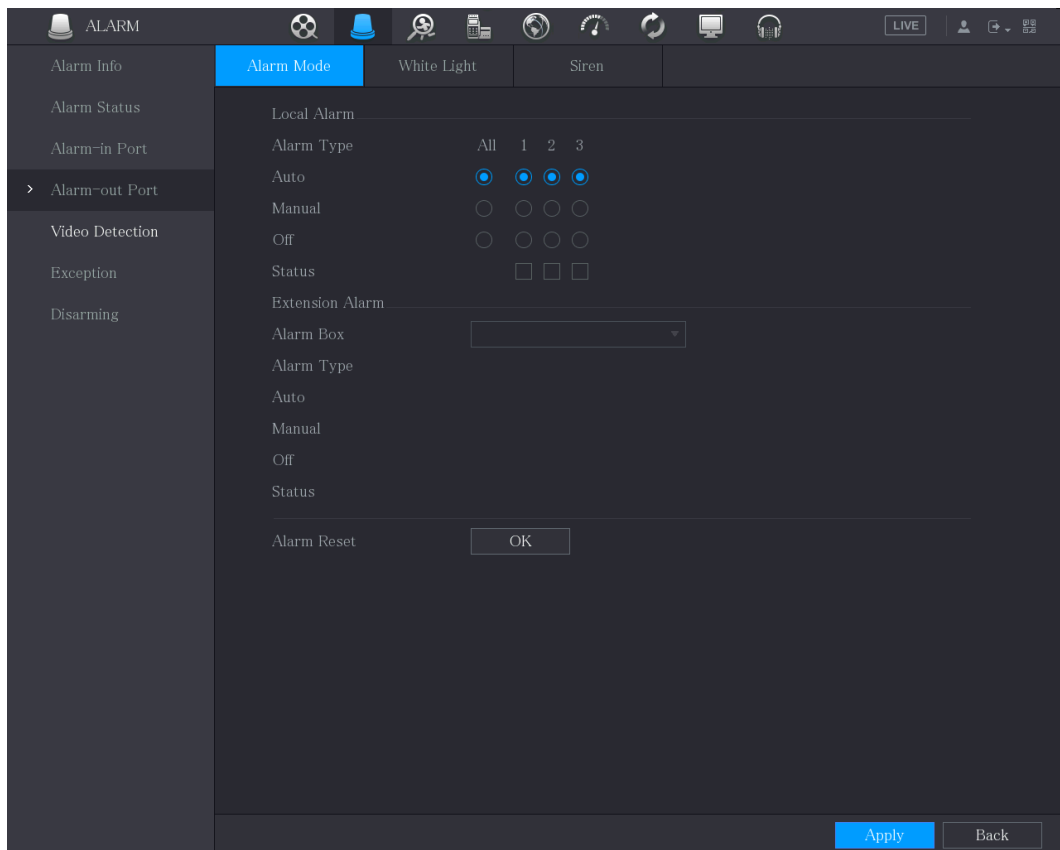 ALARM LIVE
Alarm Info
Alarm Status
Alarm-in Port
Alarm-out Port
Video Detection
Exception
Disarming
Alarm Mode White Light Siren
Local Alarm
Alarm Type All 1 2 3
Auto
Manual
Off
Status
Extension Alarm
Alarm Box
Alarm Type
Auto
Manual
Off
Status
Alarm Reset OK
Apply Back